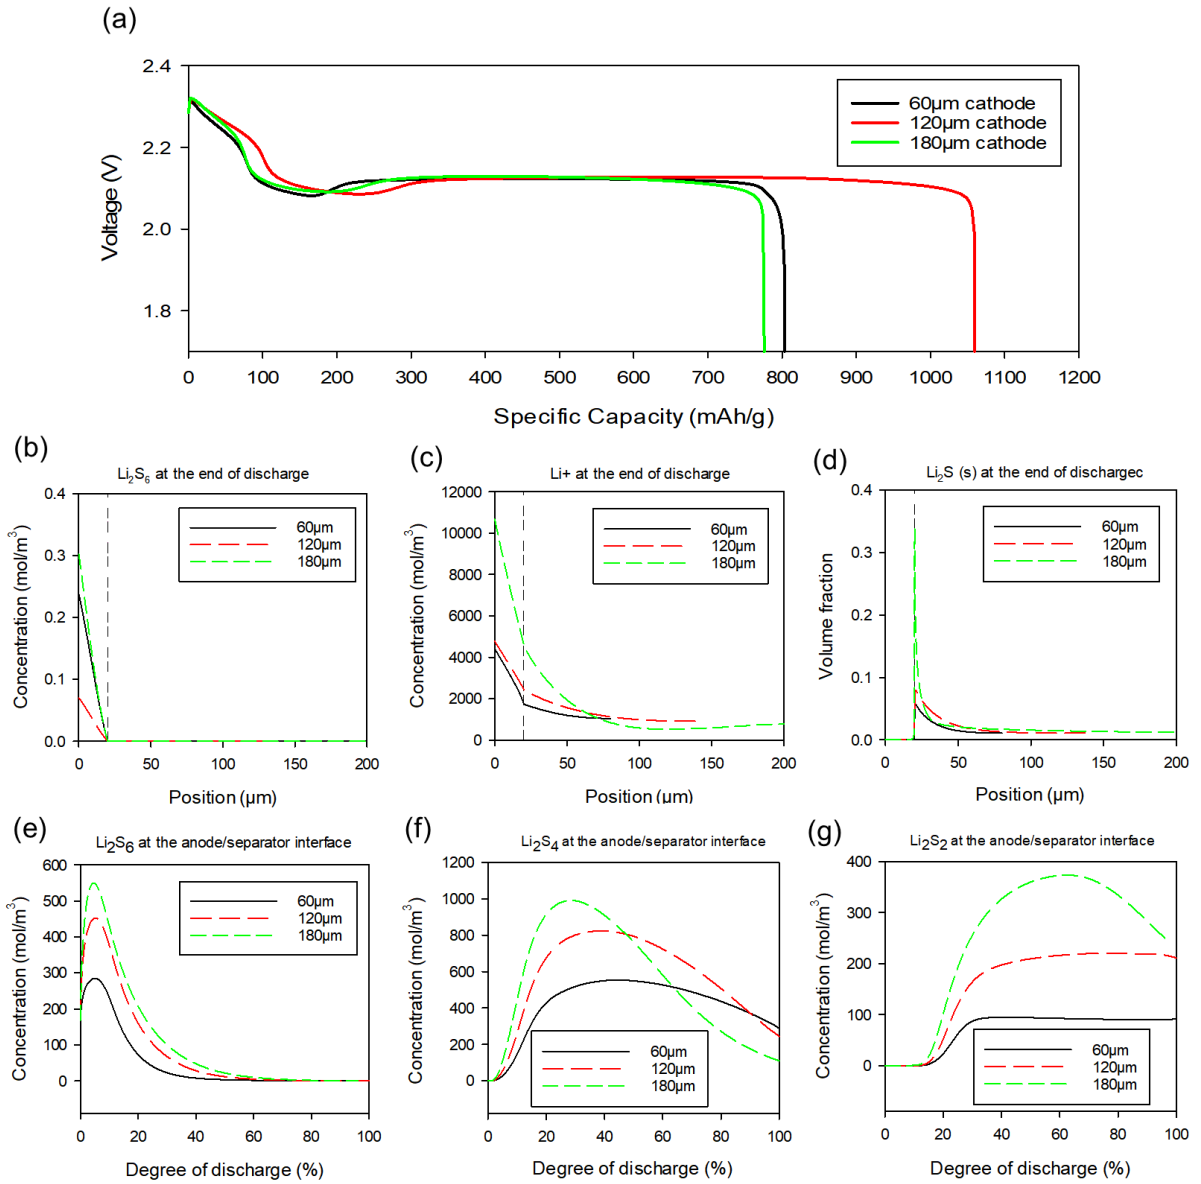 (a)
2.4
2.2
2.0
1.8
Voltage (V)
60µm cathode
120µm cathode
180µm cathode
0 100 200 300 400 500 600 700 800 900 1000 1100 1200
Specific Capacity (mAh/g)
(b)
Li2S6 at the end of discharge
0.4
0.3
0.2
0.1
0.0
Concentration (mol/m³)
60µm
120µm
180µm
0 50 100 150 200
Position (µm)
(c)
Li+ at the end of discharge
12000
10000
8000
6000
4000
2000
0
Concentration (mol/m³)
60µm
120µm
180µm
0 50 100 150 200
Position (µm)
(d)
Li2S (s) at the end of dischargec
0.4
0.3
0.2
0.1
0.0
Volume fraction
60µm
120µm
180µm
0 50 100 150 200
Position (µm)
(e)
Li2S6 at the anode/separator interface
600
500
400
300
200
100
0
Concentration (mol/m³)
60µm
120µm
180µm
0 20 40 60 80 100
Degree of discharge (%)
(f)
Li2S4 at the anode/separator interface
1200
1000
800
600
400
200
0
Concentration (mol/m³)
60µm
120µm
180µm
0 20 40 60 80 100
Degree of discharge (%)
(g)
Li2S2 at the anode/separator interface
400
300
200
100
0
Concentration (mol/m³)
60µm
120µm
180µm
0 20 40 60 80 100
Degree of discharge (%)